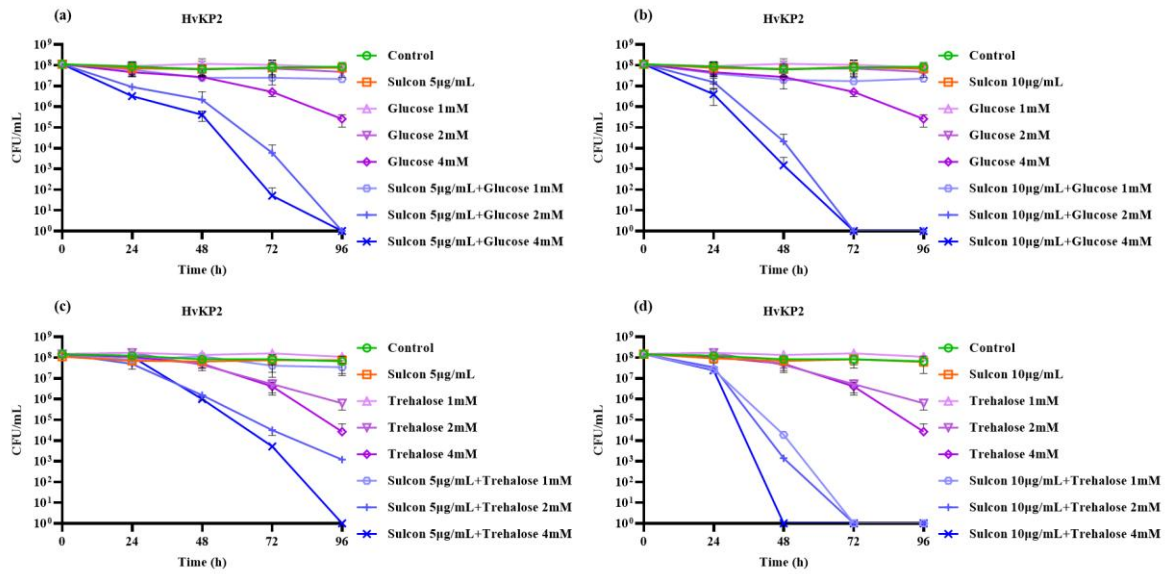 (a)
HvKP2
10⁹
10⁸
10⁷
10⁶
10⁵
10⁴
10³
10²
10¹
10⁰
CFU/mL
0 24 48 72 96
Time (h)
Control
Sulcon 5μg/mL
Glucose 1mM
Glucose 2mM
Glucose 4mM
Sulcon 5μg/mL+Glucose 1mM
Sulcon 5μg/mL+Glucose 2mM
Sulcon 5μg/mL+Glucose 4mM
(b)
HvKP2
10⁹
10⁸
10⁷
10⁶
10⁵
10⁴
10³
10²
10¹
10⁰
CFU/mL
0 24 48 72 96
Time (h)
Control
Sulcon 10μg/mL
Glucose 1mM
Glucose 2mM
Glucose 4mM
Sulcon 10μg/mL+Glucose 1mM
Sulcon 10μg/mL+Glucose 2mM
Sulcon 10μg/mL+Glucose 4mM
(c)
HvKP2
10⁹
10⁸
10⁷
10⁶
10⁵
10⁴
10³
10²
10¹
10⁰
CFU/mL
0 24 48 72 96
Time (h)
Control
Sulcon 5μg/mL
Trehalose 1mM
Trehalose 2mM
Trehalose 4mM
Sulcon 5μg/mL+Trehalose 1mM
Sulcon 5μg/mL+Trehalose 2mM
Sulcon 5μg/mL+Trehalose 4mM
(d)
HvKP2
10⁹
10⁸
10⁷
10⁶
10⁵
10⁴
10³
10²
10¹
10⁰
CFU/mL
0 24 48 72 96
Time (h)
Control
Sulcon 10μg/mL
Trehalose 1mM
Trehalose 2mM
Trehalose 4mM
Sulcon 10μg/mL+Trehalose 1mM
Sulcon 10μg/mL+Trehalose 2mM
Sulcon 10μg/mL+Trehalose 4mM